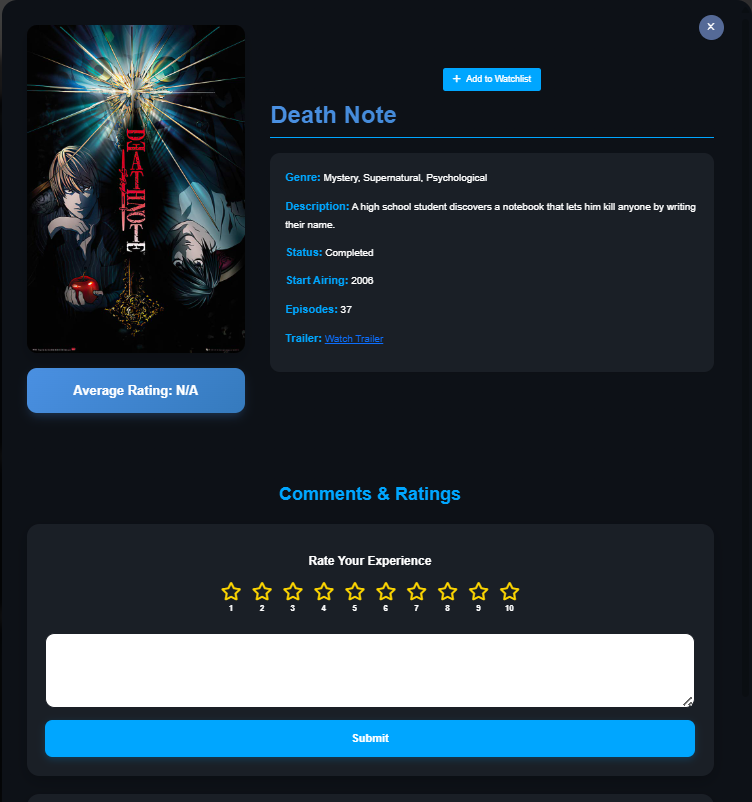 ×
+ Add to Watchlist
DEATH NOTE
Death Note
Genre: Mystery, Supernatural, Psychological
Description: A high school student discovers a notebook that lets him kill anyone by writing
their name.
Status: Completed
Start Airing: 2006
Episodes: 37
Trailer: Watch Trailer
Average Rating: N/A
Comments & Ratings
Rate Your Experience
1 2 3 4 5 6 7 8 9 10
Submit